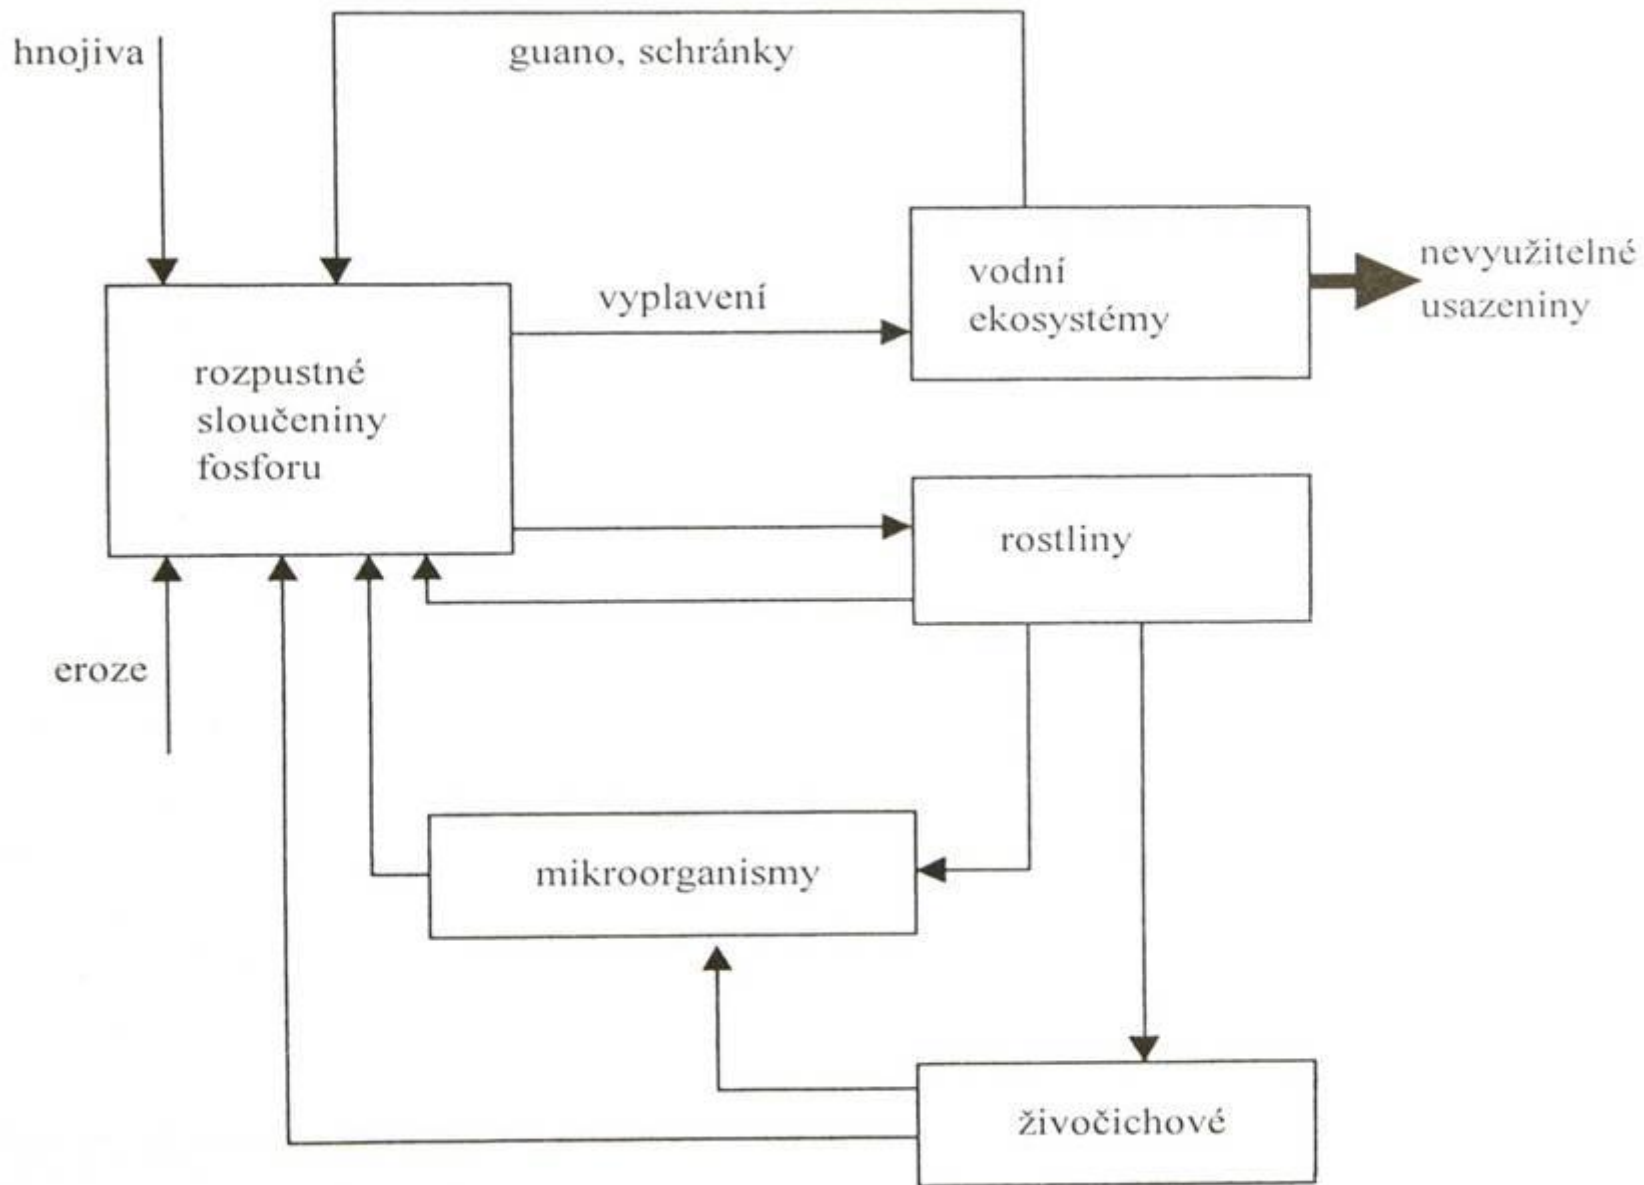 hnojiva
guano, schránky
vodní
ekosystémy
nevyužitelné
usazeniny
vyplavení
rozpustné
sloučeniny
fosforu
rostliny
eroze
mikroorganismy
živočichové